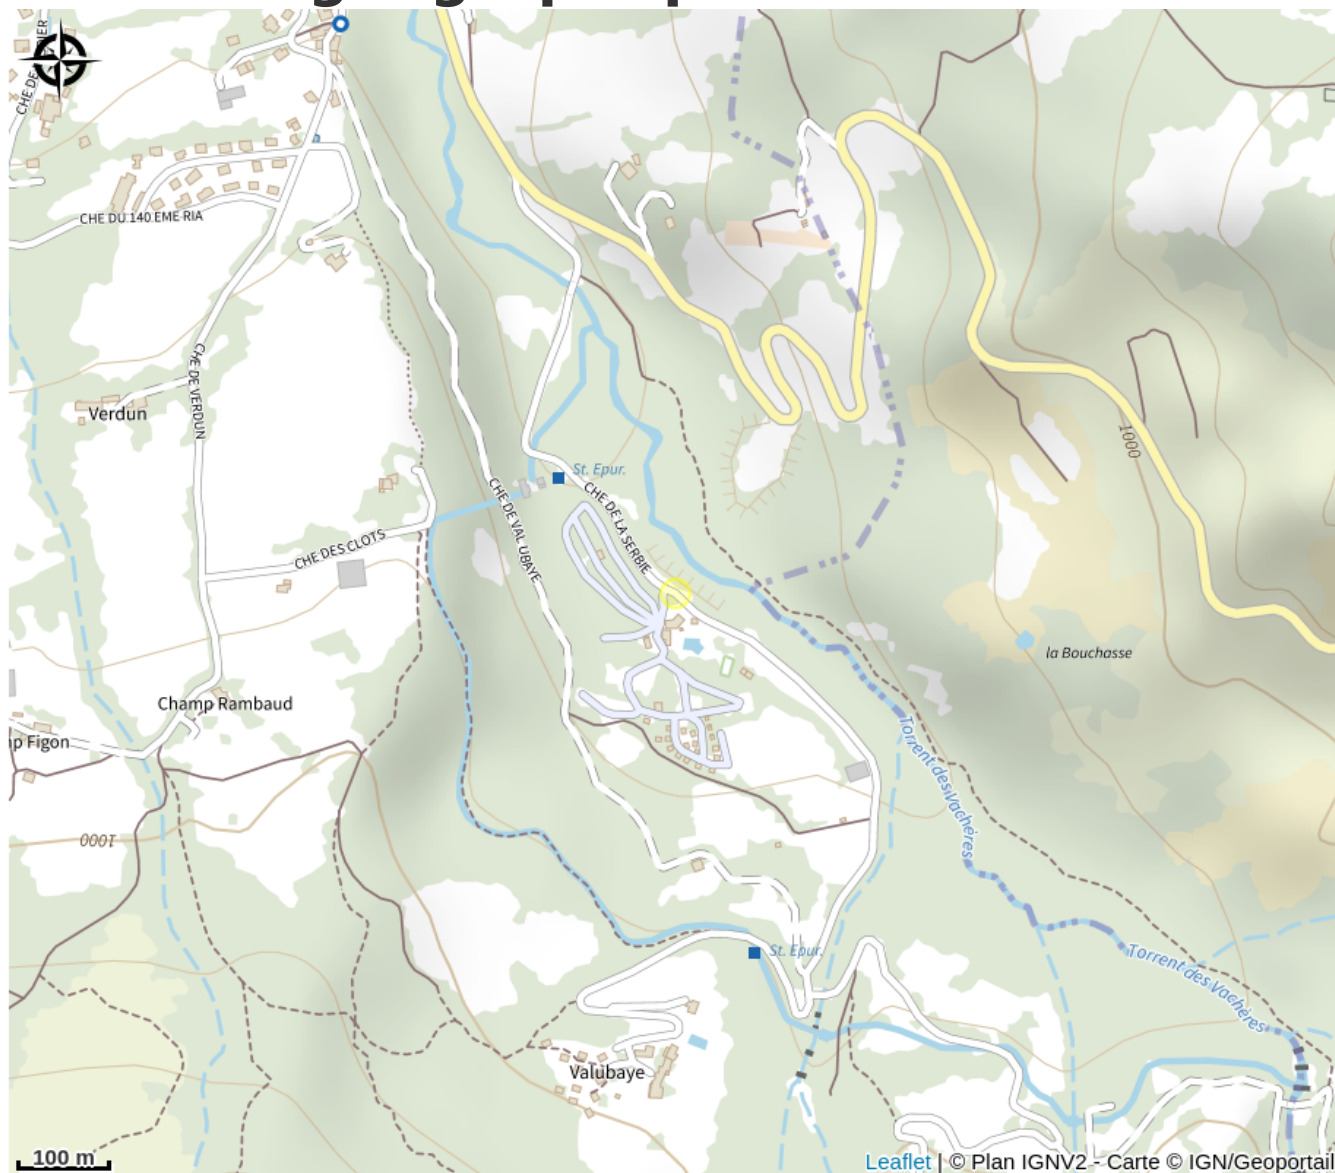 CHE DU 140 EME RIA
CHE DE VERDUN
Verdun
St. Epur.
CHE DE LA SERBIE
CHE DE VAL UBAYE
CHE DES CLOTS
1000
la Bouchasse
Champ Rambaud
Torrent des Vachères
1000
St. Epur.
Torrent des Vachères
Valubaye
100 m
Leaflet | © Plan IGNV2 - Carte © IGN/Geoportail